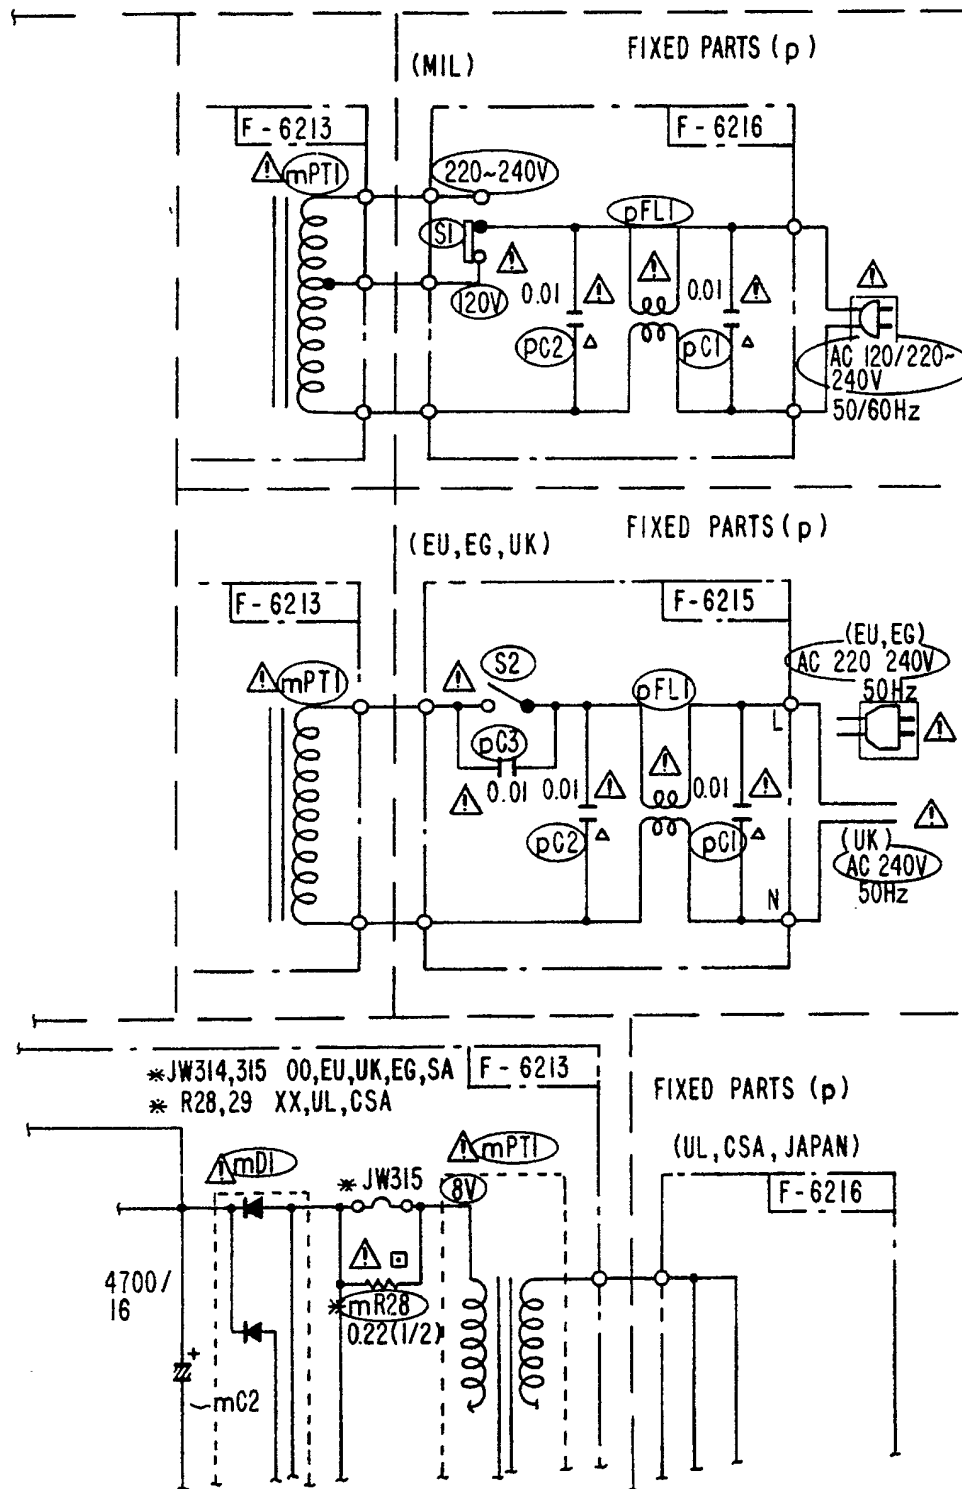 FIXED PARTS (p)
(MIL)
F-6213
F-6216
mPT1
220~240V
pFL1
S1
0.01
0.01
120V
pC2
pC1
AC 120/220~
240V
50/60Hz
FIXED PARTS (p)
(EU,EG,UK)
F-6213
F-6215
(EU,EG)
AC 220 240V
50Hz
S2
mPT1
pFL1
L
pC3
0.01 0.01
0.01
pC2
pC1
(UK)
AC 240V
50Hz
N
*JW314,315 00,EU,UK,EG,SA
F-6213
* R28,29 XX,UL,CSA
FIXED PARTS (p)
mPT1
(UL,CSA,JAPAN)
mD1
* JW315
8V
F-6216
4700/
16
*mR28
0.22(1/2)
+
mC2